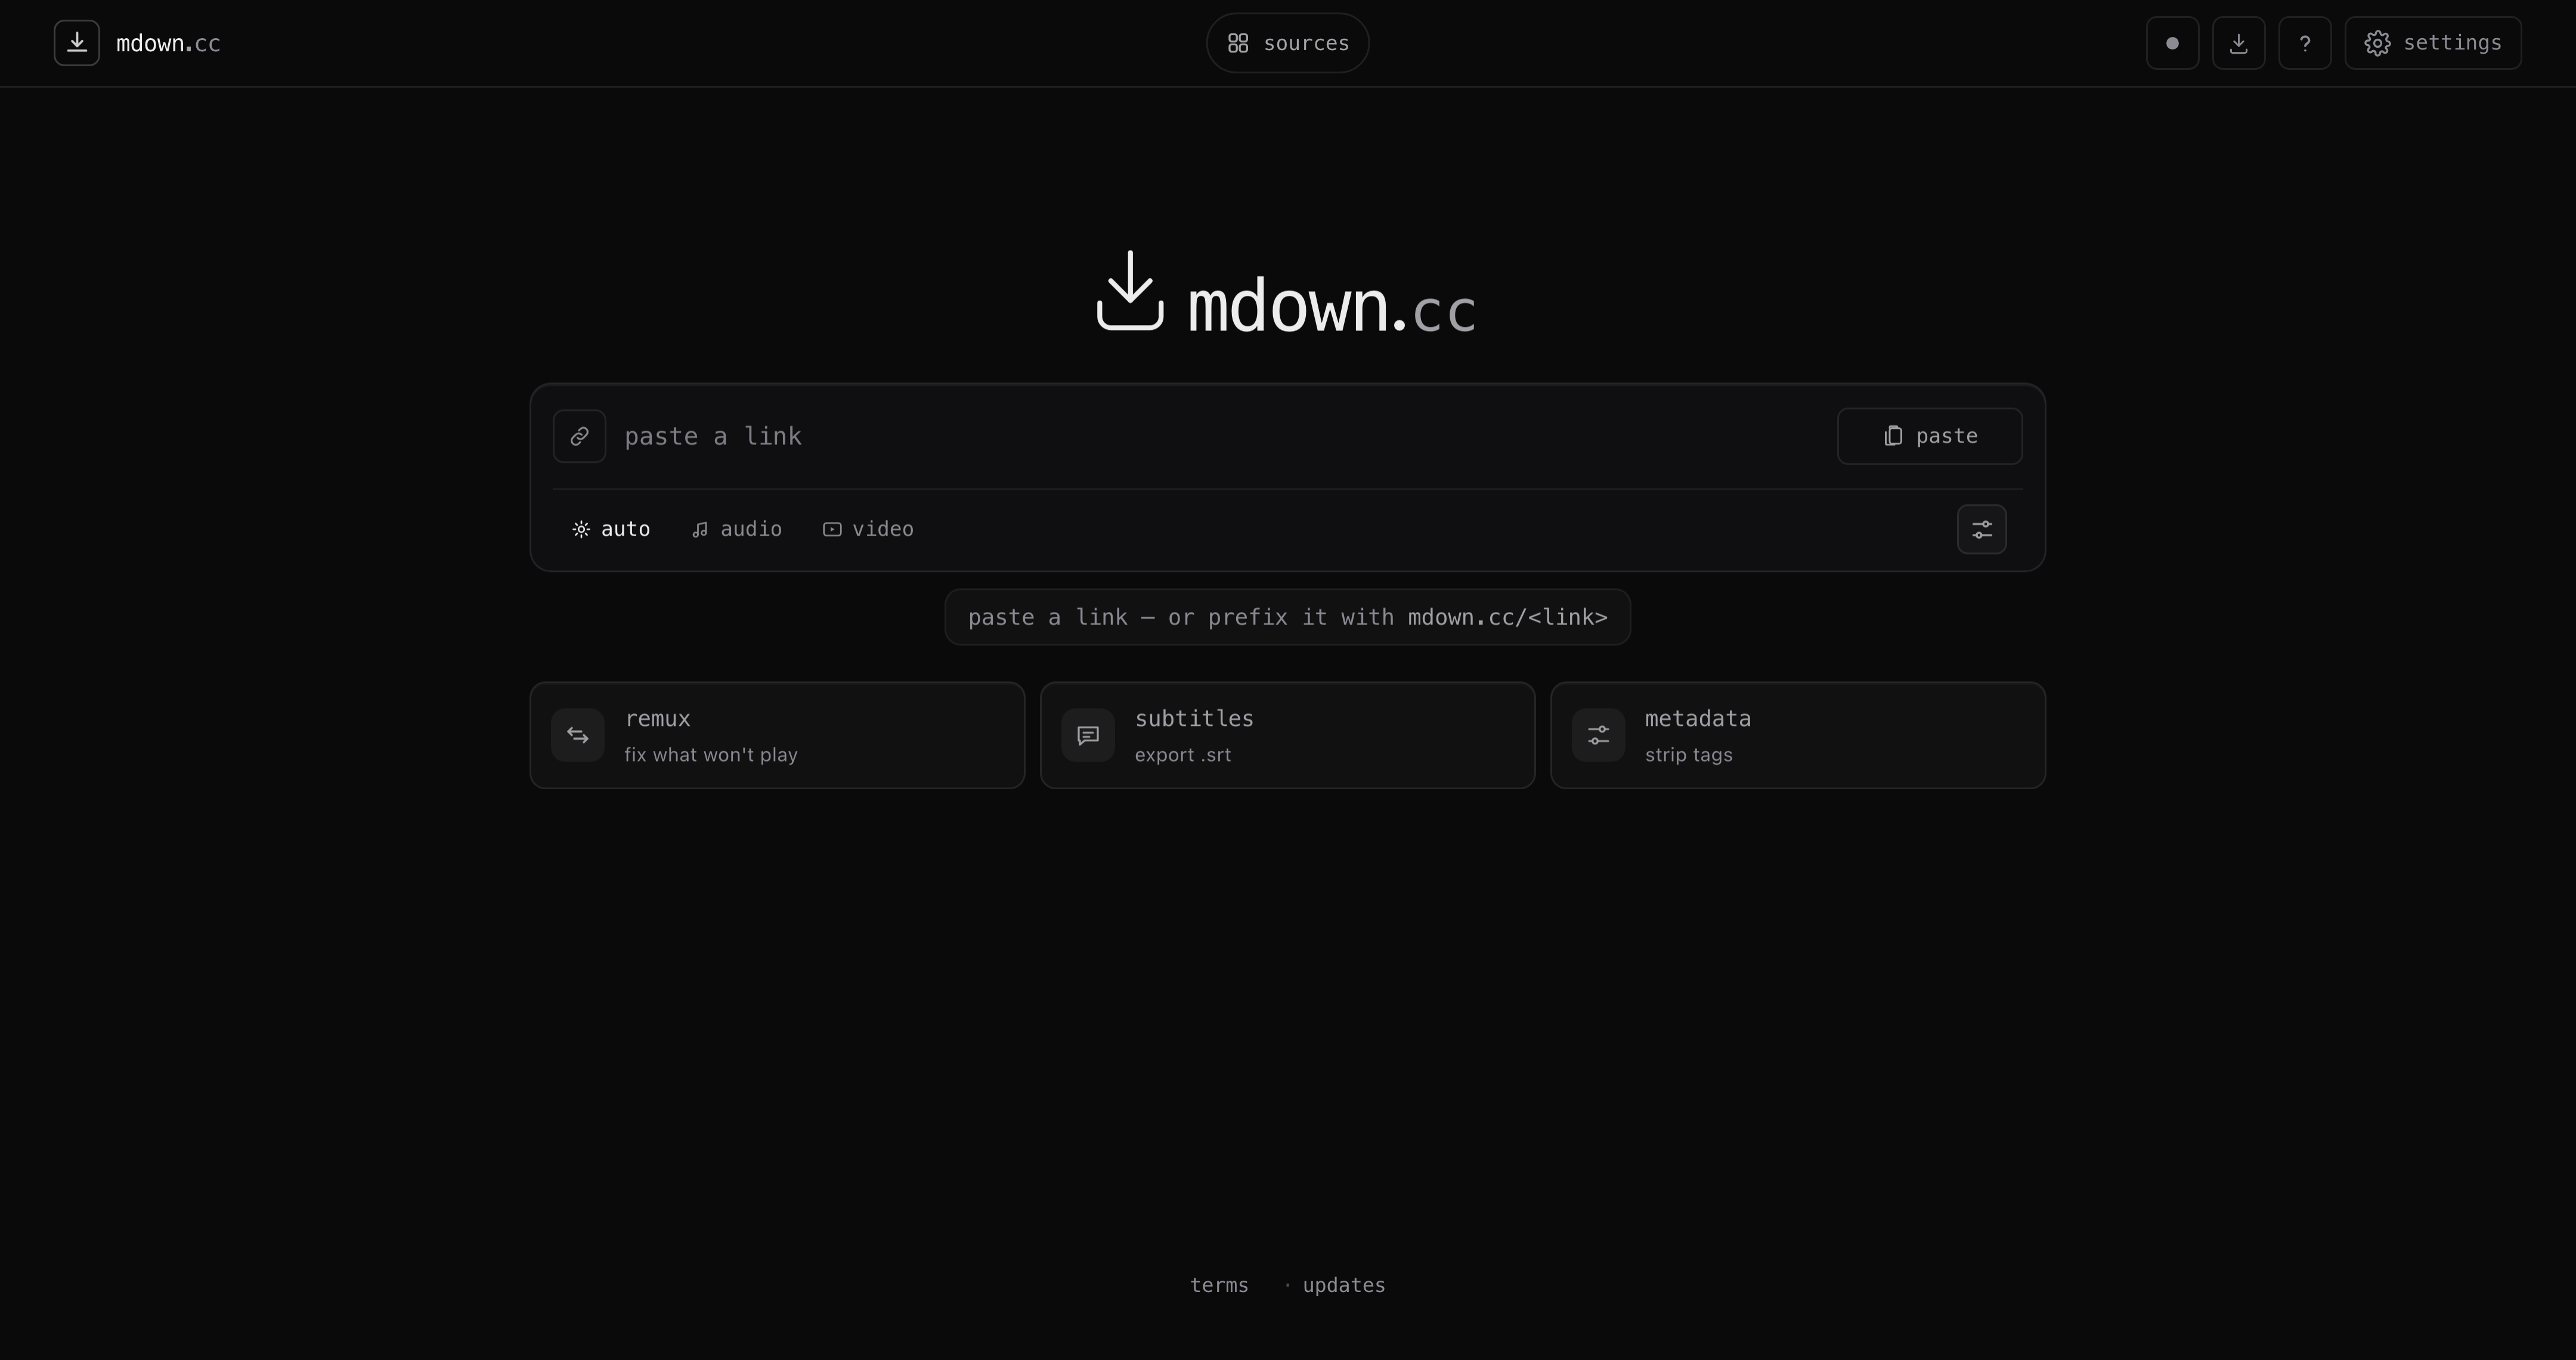 mdown.cc
sources
?
settings
mdown.cc
paste a link
paste
auto
audio
video
paste a link — or prefix it with mdown.cc/<link>
remux
fix what won't play
subtitles
export .srt
metadata
strip tags
terms · updates